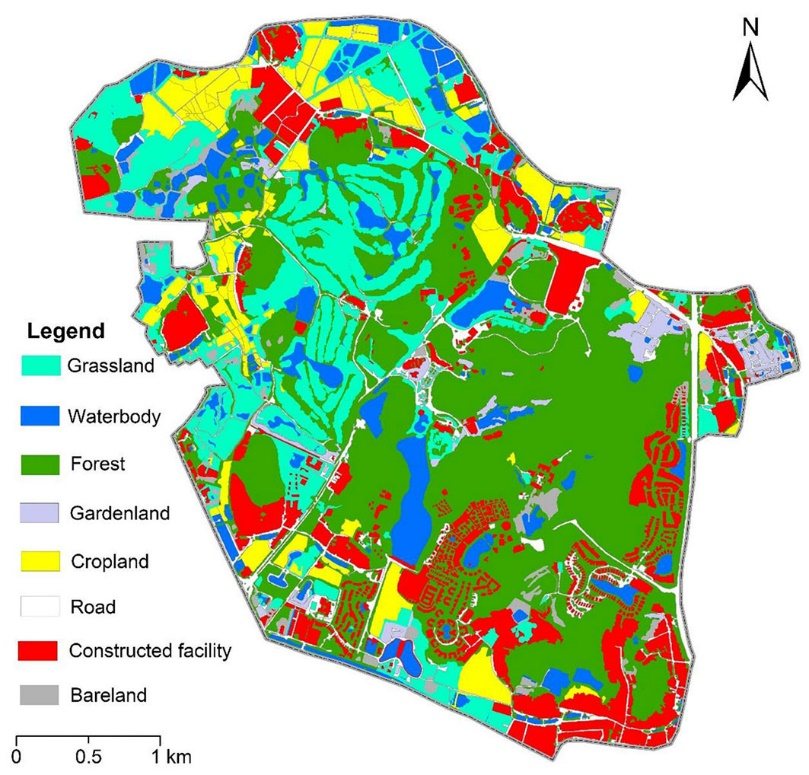 N
Legend
Grassland
Waterbody
Forest
Gardenland
Cropland
Road
Constructed facility
Bareland
0 0.5 1 km